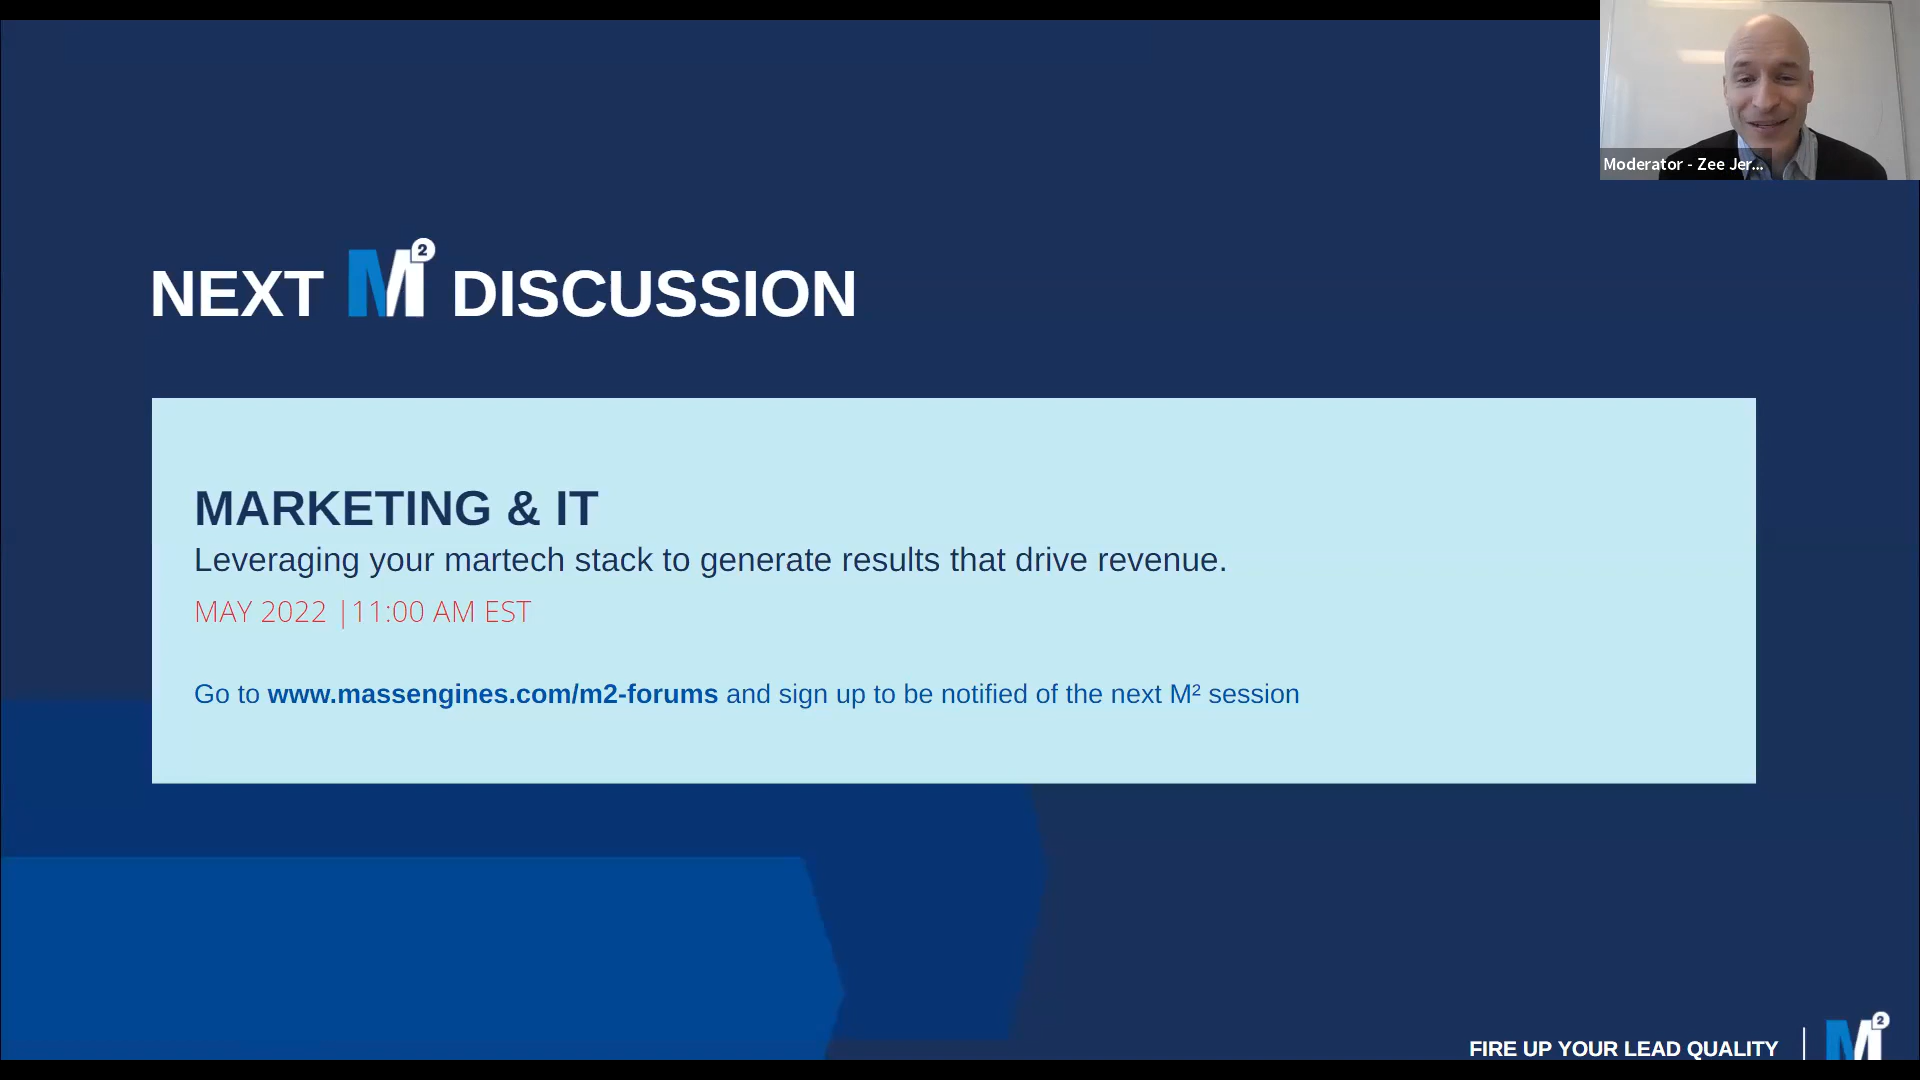 Moderator - Zee Jer...
NEXT M² DISCUSSION
MARKETING & IT
Leveraging your martech stack to generate results that drive revenue.
MAY 2022 |11:00 AM EST
Go to www.massengines.com/m2-forums and sign up to be notified of the next M² session
FIRE UP YOUR LEAD QUALITY | M²